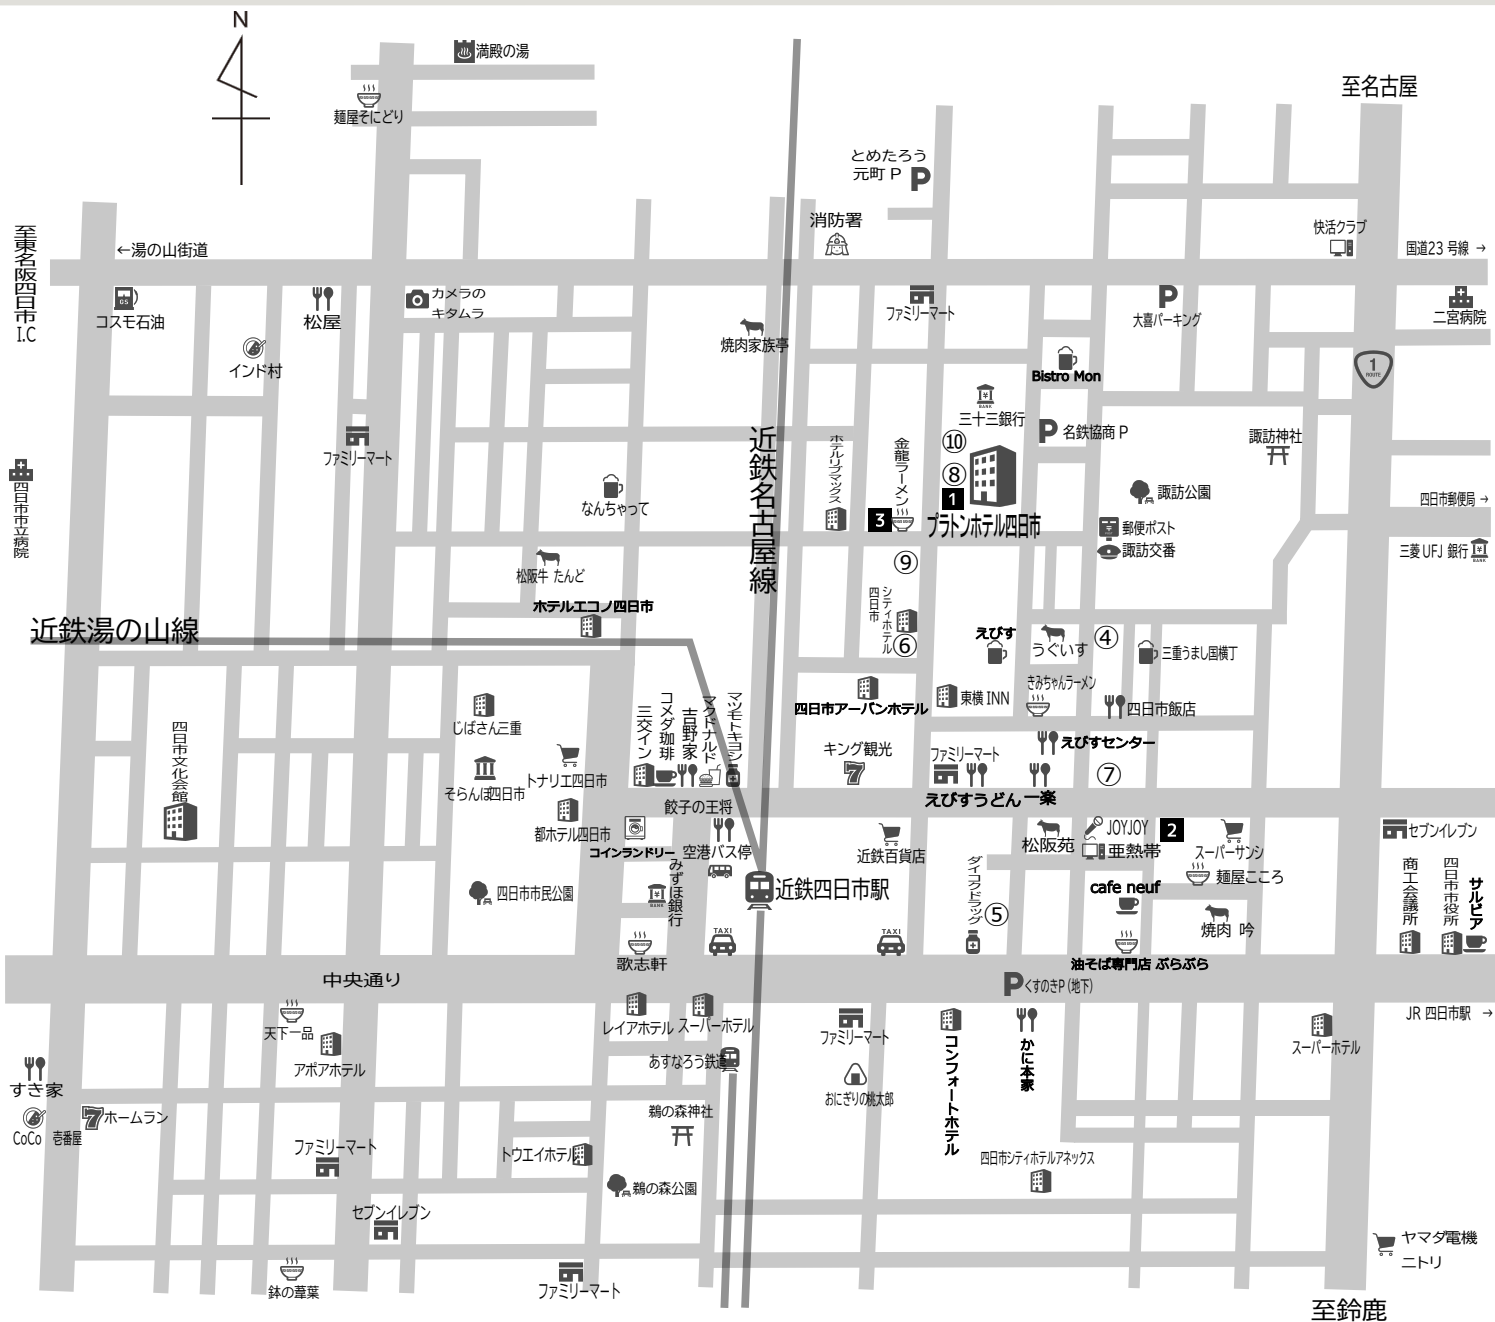 N
満殿の湯
麺屋そにどり
至名古屋
とめたろう
元町 P
P
消防署
快活クラブ
国道23 号線 →
至東名阪四日市 I.C
←湯の山街道
GS
コスモ石油
松屋
カメラの
キタムラ
ファミリーマート
P
大喜パーキング
二宮病院
インド村
焼肉家族亭
Bistro Mon
1
ROUTE
BANK
三十三銀行
ファミリーマート
近鉄名古屋線
ホテルリブマックス
金龍ラーメン
⑩
⑧
1
P
名鉄協商 P
諏訪神社
四日市市立病院
なんちゃって
3
プラトンホテル四日市
諏訪公園
郵便ポスト
諏訪交番
四日市郵便局 →
三菱 UFJ 銀行
BANK
松阪牛 たんど
⑨
ホテルエコノ四日市
シティホテル
四日市
⑥
近鉄湯の山線
えびす
うぐいす
④
三重うまし国横丁
きみちゃんラーメン
四日市アーバンホテル
東横 INN
四日市飯店
じばさん三重
四日市文化会館
三交イン
コメダ珈琲
吉野家
マクドナルド
マツモトキヨシ
キング観光
7
ファミリーマート
えびすセンター
⑦
そらんぽ四日市
トナリエ四日市
えびすうどん
一楽
都ホテル四日市
餃子の王将
コインランドリー
空港バス停
近鉄百貨店
松阪苑
JOYJOY
2
亜熱帯
スーパーサンシ
セブンイレブン
みずほ銀行
BANK
近鉄四日市駅
ダイコクドラッグ
⑤
麺屋こころ
cafe neuf
商工会議所
四日市市役所
サルビア
四日市市民公園
焼肉 吟
TAXI
TAXI
歌志軒
油そば専門店 ぶらぶら
中央通り
P
くすのきP (地下)
JR 四日市駅 →
天下一品
アポアホテル
レイアホテル
スーパーホテル
あすなろう鉄道
ファミリーマート
おにぎりの桃太郎
コンフォートホテル
かに本家
スーパーホテル
すき家
CoCo 壱番屋
7
ホームラン
鵜の森神社
ファミリーマート
トウエイホテル
四日市シティホテルアネックス
鵜の森公園
セブンイレブン
ヤマダ電機
ニトリ
鉢の葦葉
ファミリーマート
至鈴鹿